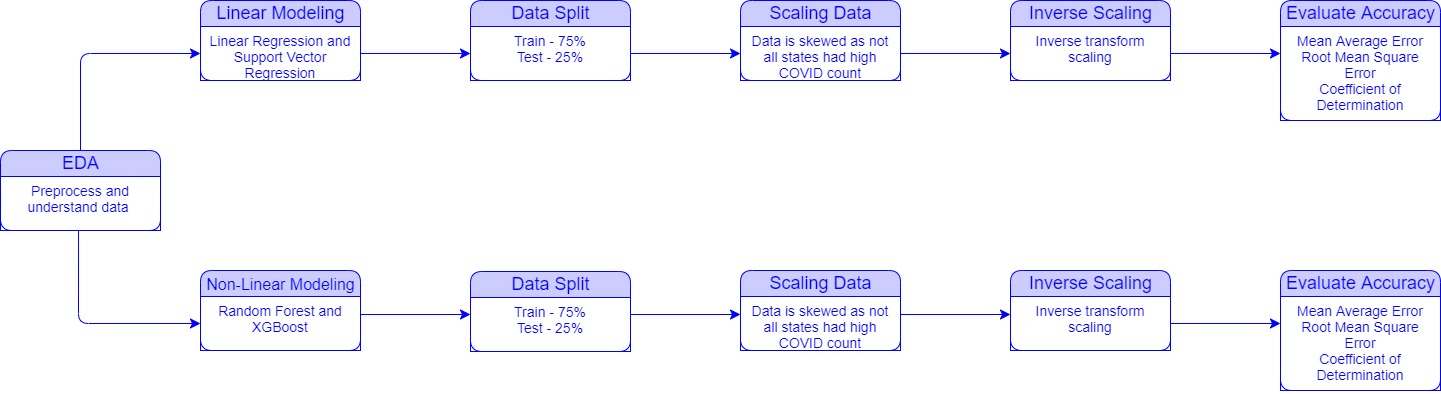 Linear Modeling
Linear Regression and
Support Vector
Regression
Data Split
Train - 75%
Test - 25%
Scaling Data
Data is skewed as not
all states had high
COVID count
Inverse Scaling
Inverse transform
scaling
Evaluate Accuracy
Mean Average Error
Root Mean Square
Error
Coefficient of
Determination
EDA
Preprocess and
understand data
Non-Linear Modeling
Random Forest and
XGBoost
Data Split
Train - 75%
Test - 25%
Scaling Data
Data is skewed as not
all states had high
COVID count
Inverse Scaling
Inverse transform
scaling
Evaluate Accuracy
Mean Average Error
Root Mean Square
Error
Coefficient of
Determination